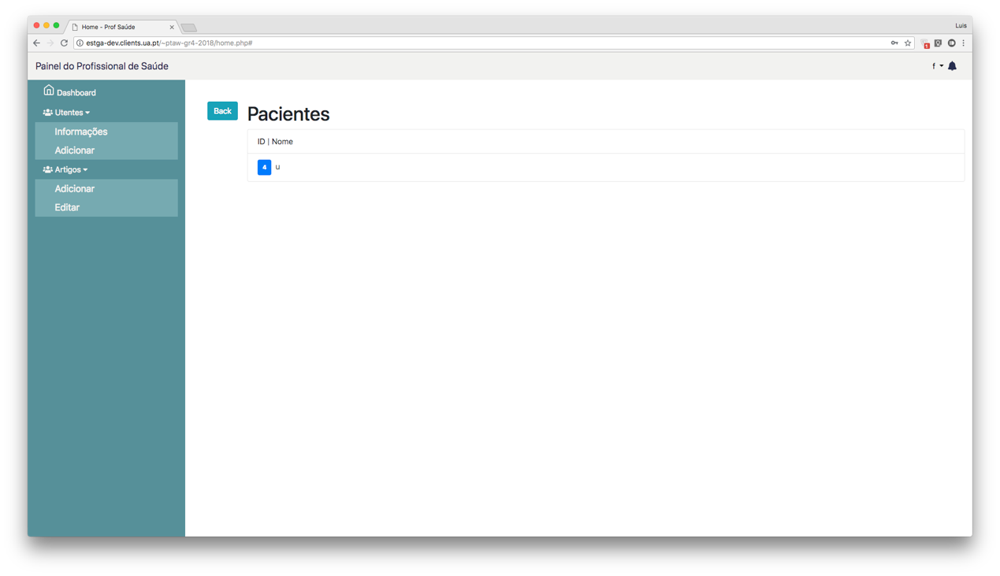 Home - Prof Saúde
Luis
estga-dev.clients.ua.pt/~ptaw-gr4-2018/home.php#
1
Painel do Profissional de Saúde
f
Dashboard
Utentes
Informações
Adicionar
Artigos
Adicionar
Editar
Back
Pacientes
ID | Nome
4 u